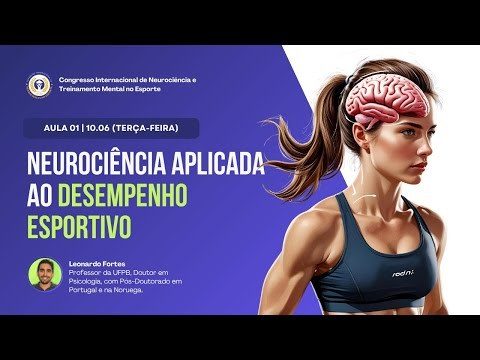 Congresso Internacional de Neurociência e
Treinamento Mental no Esporte
AULA 01 | 10.06 (TERÇA-FEIRA)
NEUROCIÊNCIA APLICADA
AO DESEMPENHO
ESPORTIVO
Leonardo Fortes
Professor da UFPB, Doutor em
Psicologia, com Pós-Doutorado em
Portugal e na Noruega.